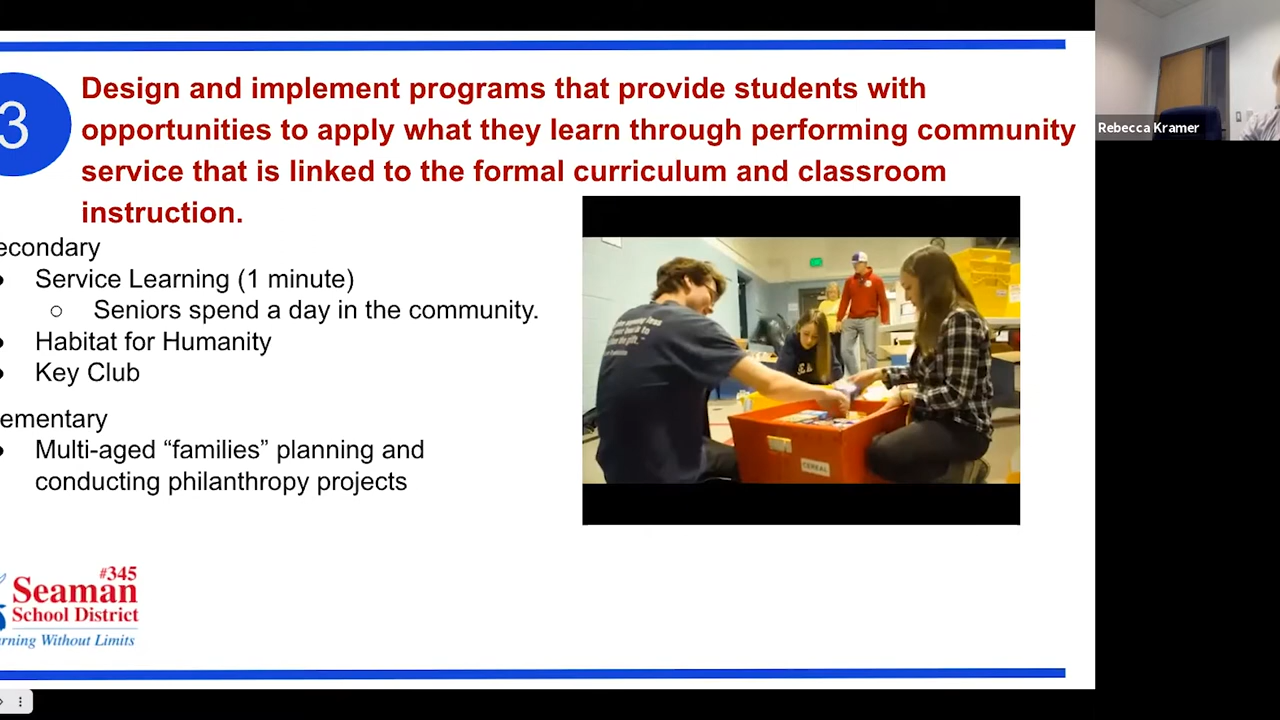 3
Design and implement programs that provide students with
opportunities to apply what they learn through performing community
service that is linked to the formal curriculum and classroom
instruction.
econdary
● Service Learning (1 minute)
○ Seniors spend a day in the community.
● Habitat for Humanity
● Key Club
ementary
● Multi-aged “families” planning and
conducting philanthropy projects
CEREAL
#345
Seaman
School District
rning Without Limits
Rebecca Kramer